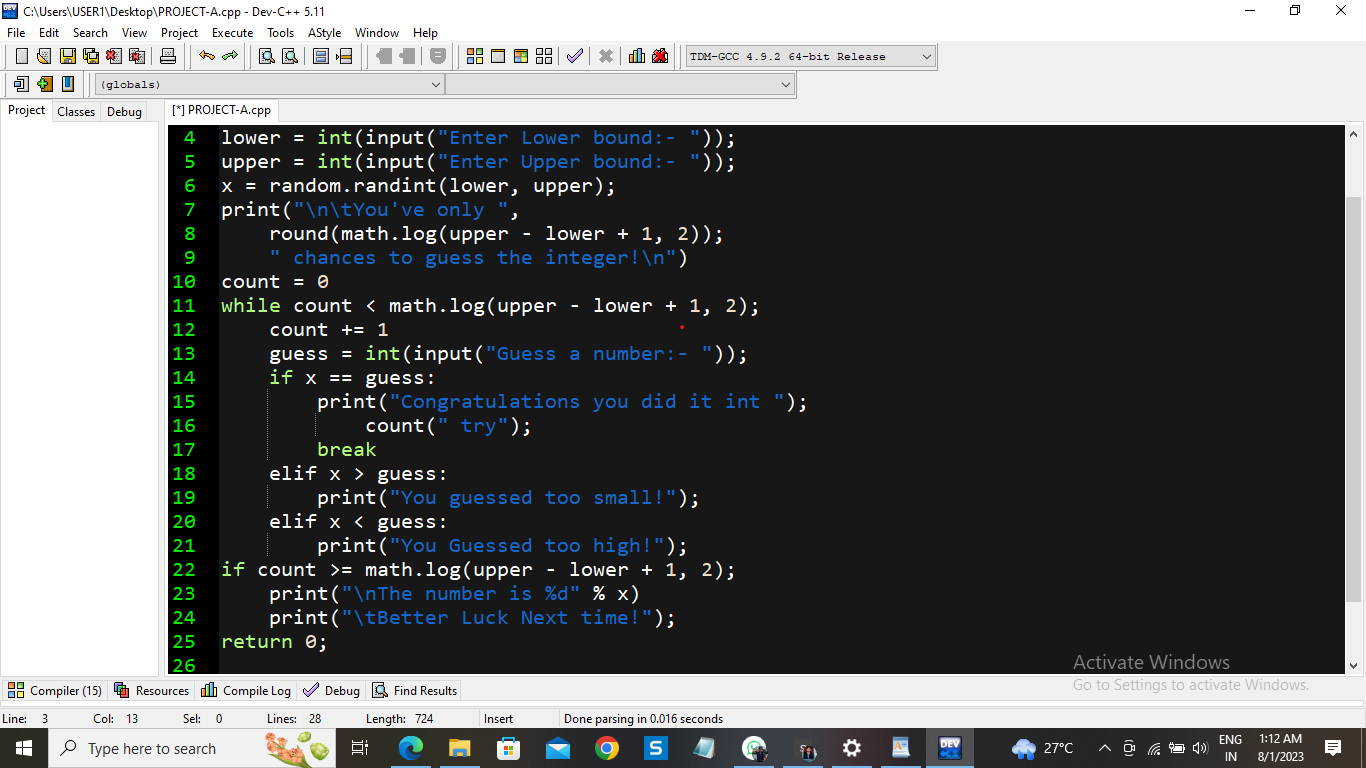 DEV C:\Users\USER1\Desktop\PROJECT-A.cpp - Dev-C++ 5.11
File Edit Search View Project Execute Tools AStyle Window Help
TDM-GCC 4.9.2 64-bit Release
(globals)
Project Classes Debug [*] PROJECT-A.cpp
4 lower = int(input("Enter Lower bound:- "));
5 upper = int(input("Enter Upper bound:- "));
6 x = random.randint(lower, upper);
7 print("\n\tYou've only ",
8     round(math.log(upper - lower + 1, 2));
9     " chances to guess the integer!\n")
10 count = 0
11 while count < math.log(upper - lower + 1, 2);
12     count += 1
13     guess = int(input("Guess a number:- "));
14     if x == guess:
15         print("Congratulations you did it int ");
16             count(" try");
17         break
18     elif x > guess:
19         print("You guessed too small!");
20     elif x < guess:
21         print("You Guessed too high!");
22 if count >= math.log(upper - lower + 1, 2);
23     print("\nThe number is %d" % x)
24     print("\tBetter Luck Next time!");
25 return 0;
26
Activate Windows
Go to Settings to activate Windows.
Compiler (15) Resources Compile Log Debug Find Results
Line: 3 Col: 13 Sel: 0 Lines: 28 Length: 724 Insert Done parsing in 0.016 seconds
Type here to search S DEV 27°C ENG IN 1:12 AM 8/1/2023